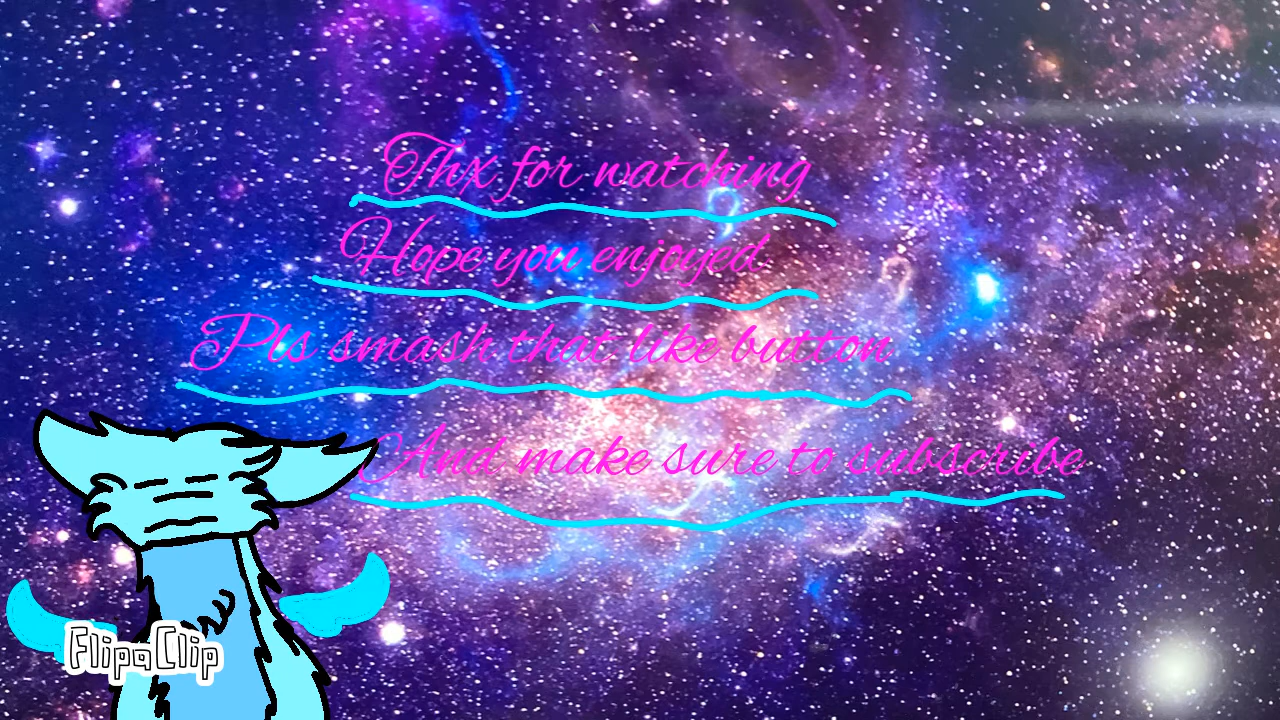 Thx for watching
Hope you enjoyed
Pls smash that like button
And make sure to subscribe
FlipaClip